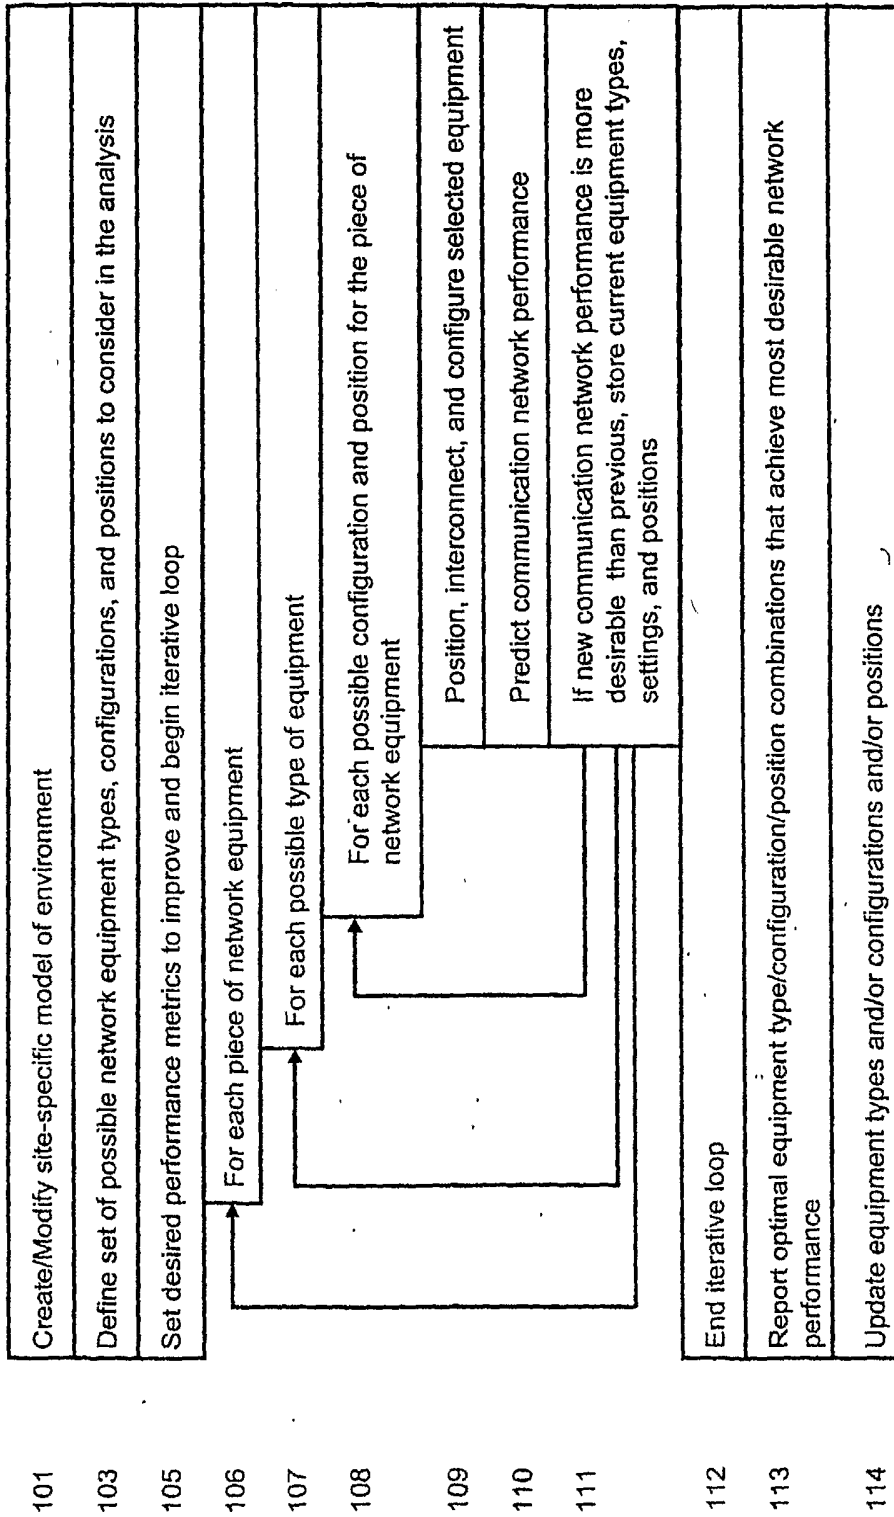 101 Create/Modify site-specific model of environment
103 Define set of possible network equipment types, configurations, and positions to consider in the analysis
105 Set desired performance metrics to improve and begin iterative loop
106 For each piece of network equipment
107 For each possible type of equipment
108 For each possible configuration and position for the piece of
network equipment
109 Position, interconnect, and configure selected equipment
110 Predict communication network performance
111 If new communication network performance is more
desirable than previous, store current equipment types,
settings, and positions
112 End iterative loop
113 Report optimal equipment type/configuration/position combinations that achieve most desirable network
performance
114 Update equipment types and/or configurations and/or positions